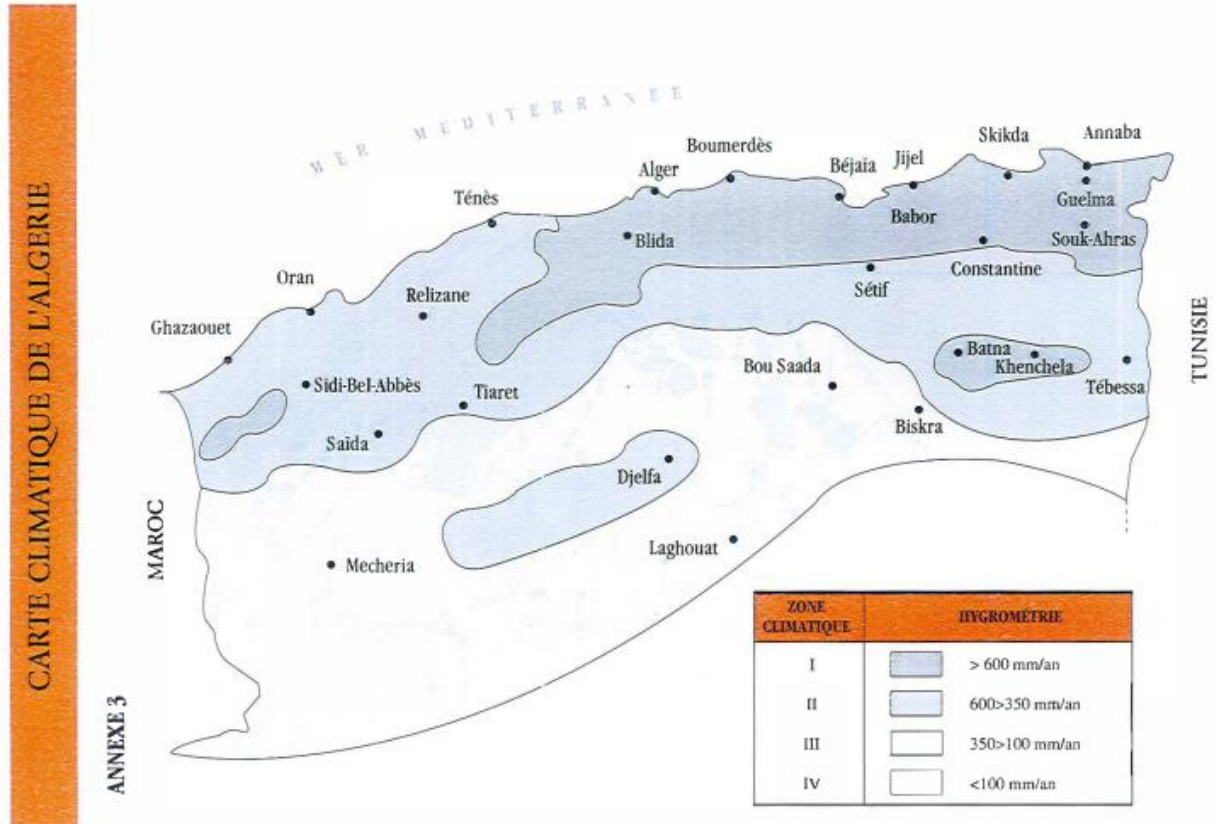 CARTE CLIMATIQUE DE L'ALGERIE
ANNEXE 3
MER MEDITERRANEE
MAROC
TUNISIE
Skikda
Annaba
Boumerdès
Béjaia
Jijel
Alger
Ténès
Guelma
Babor
Blida
Souk-Ahras
Constantine
Oran
Relizane
Sétif
Ghazaouet
Batna
Khenchela
Bou Saada
Tébessa
Sidi-Bel-Abbès
Tiaret
Biskra
Saïda
Djelfa
Laghouat
Mecheria
ZONE CLIMATIQUE HYGROMÉTRIE
I > 600 mm/an
II 600>350 mm/an
III 350>100 mm/an
IV <100 mm/an